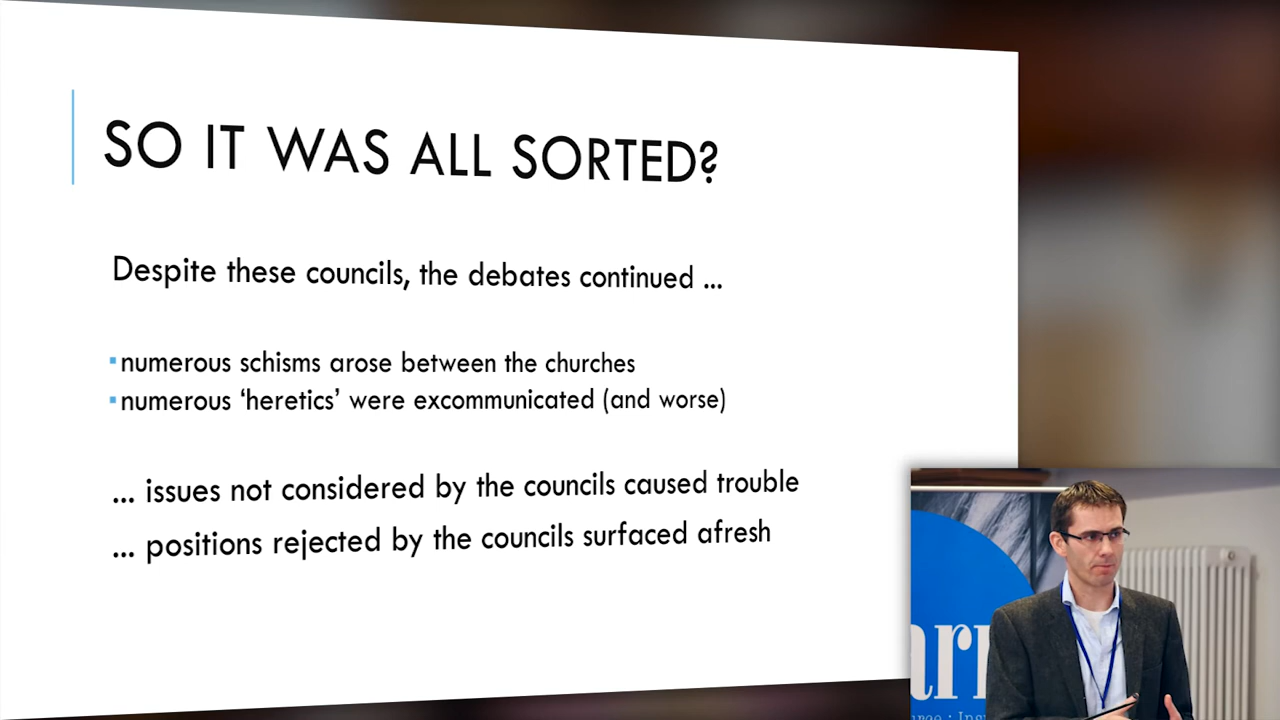 SO IT WAS ALL SORTED?
Despite these councils, the debates continued ...
▪numerous schisms arose between the churches
▪numerous ‘heretics’ were excommunicated (and worse)
... issues not considered by the councils caused trouble
... positions rejected by the councils surfaced afresh